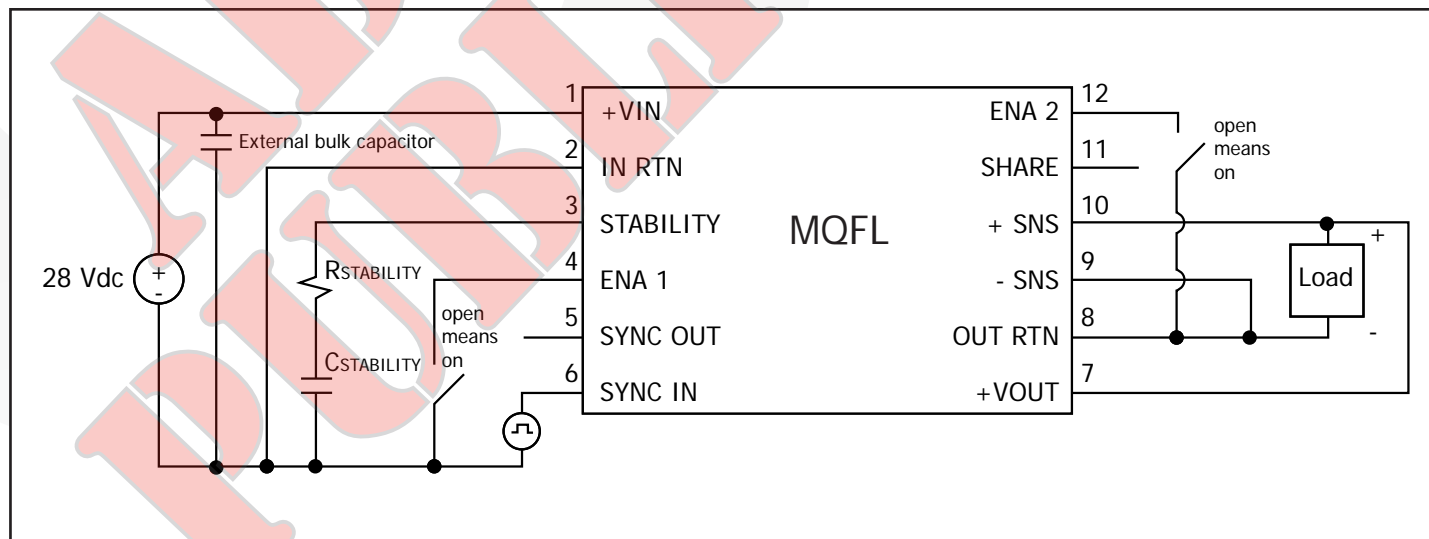 28 Vdc
+
-
External bulk capacitor
RSTABILITY
CSTABILITY
open
means
on
1
+VIN
2
IN RTN
3
STABILITY
4
ENA 1
5
SYNC OUT
6
SYNC IN
MQFL
12
ENA 2
11
SHARE
10
+ SNS
9
- SNS
8
OUT RTN
7
+VOUT
open
means
on
+
Load
-